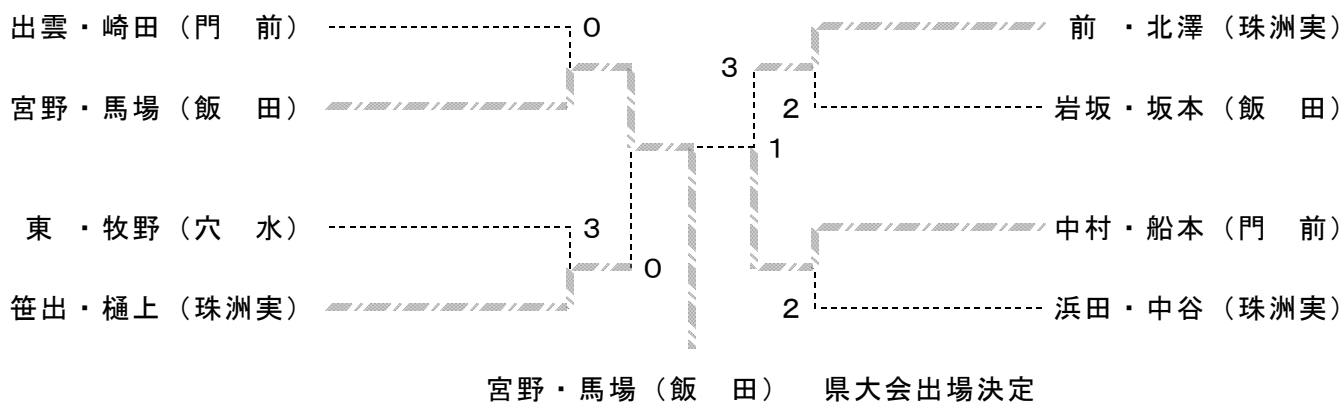 出雲・崎田（門　前） 0 前　・北澤（珠洲実）
3
宮野・馬場（飯　田） 2 岩坂・坂本（飯　田）
1
東　・牧野（穴　水） 3 中村・船本（門　前）
0
笹出・樋上（珠洲実） 2 浜田・中谷（珠洲実）
宮野・馬場（飯　田）　県大会出場決定